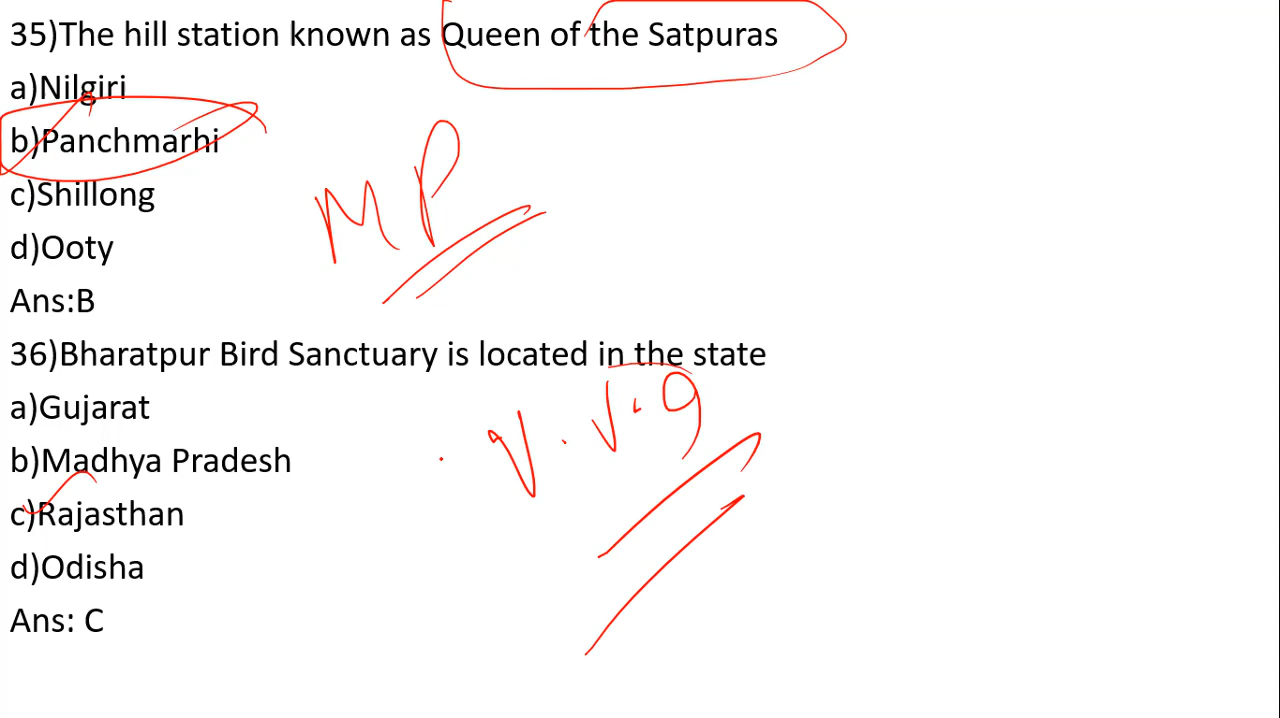 35)The hill station known as Queen of the Satpuras
a)Nilgiri
b)Panchmarhi
c)Shillong
MP
d)Ooty
Ans:B
36)Bharatpur Bird Sanctuary is located in the state
a)Gujarat
b)Madhya Pradesh
c)Rajasthan
d)Odisha
Ans: C